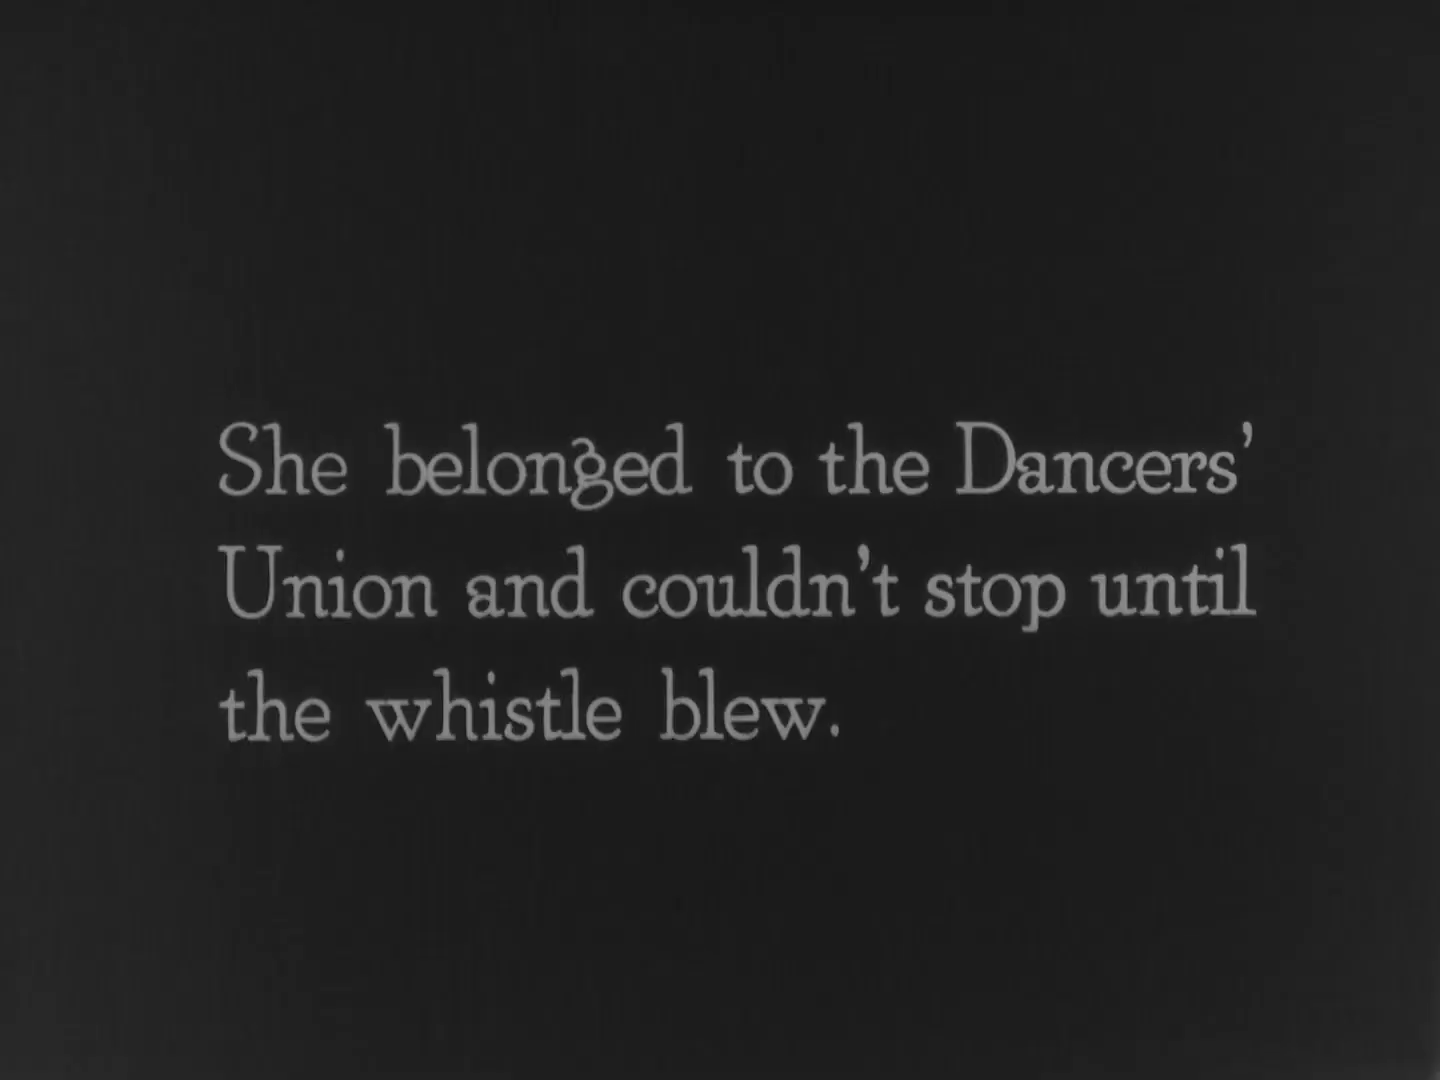 She belonged to the Dancers’
Union and couldn’t stop until
the whistle blew.